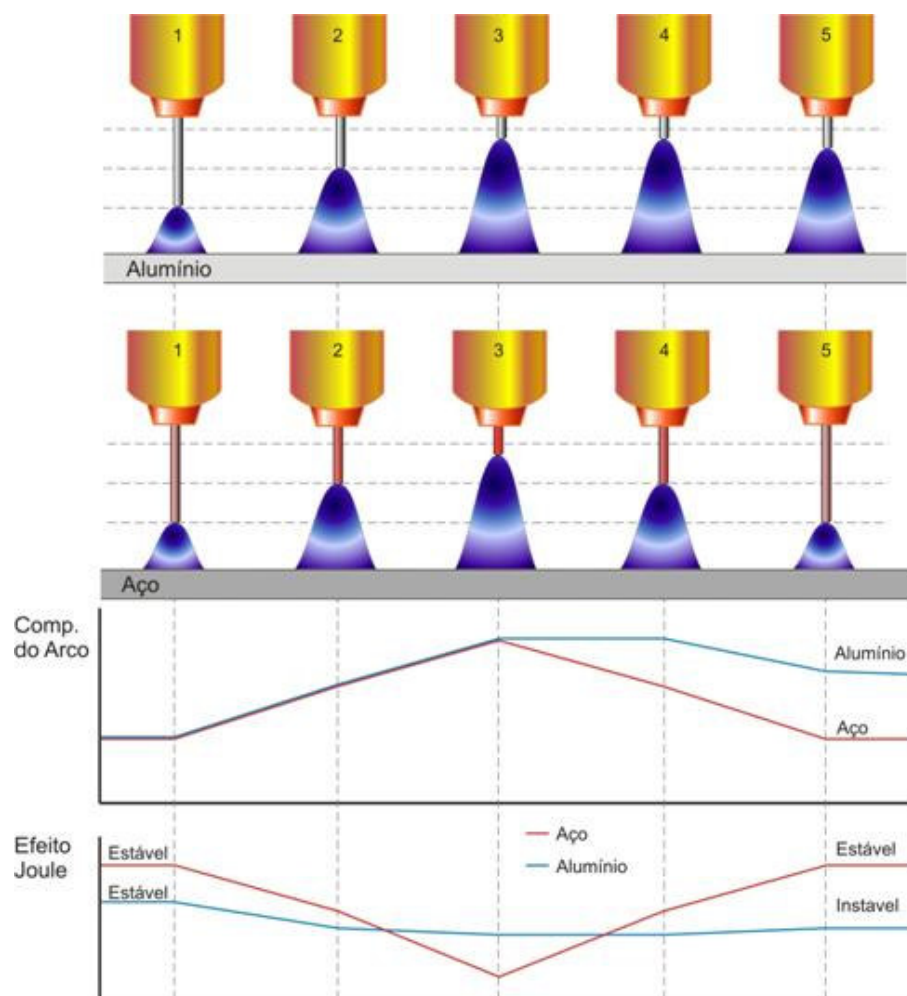 1 2 3 4 5
Alumínio
1 2 3 4 5
Aço
Comp.
do Arco
Alumínio
Aço
Efeito
Joule
Estável
Estável
Aço
Alumínio
Estável
Instavel